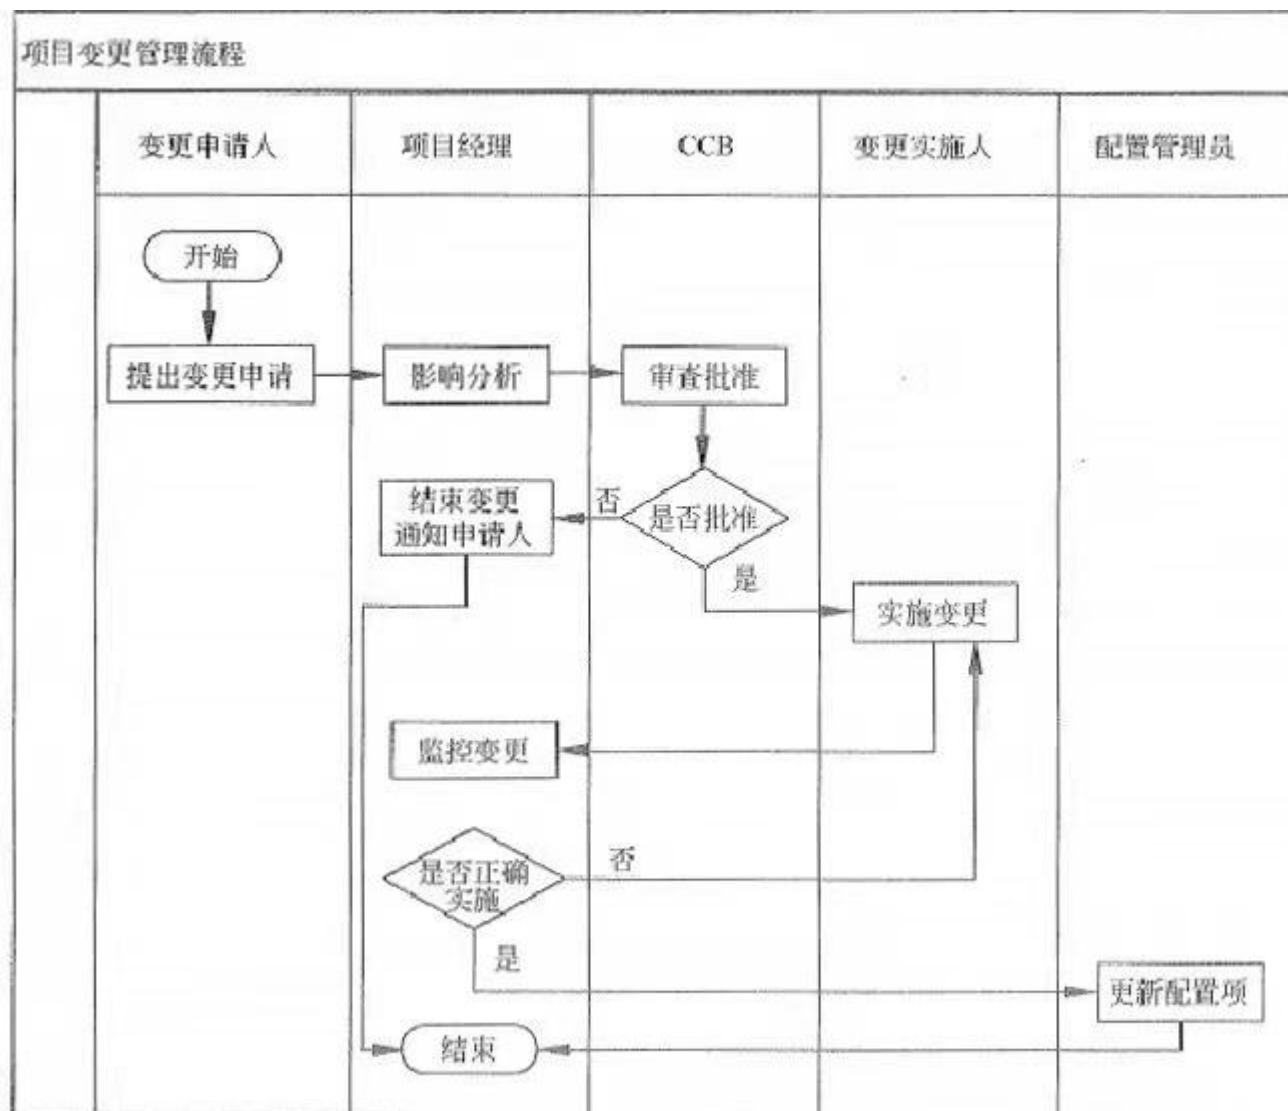 项目变更管理流程
变更申请人
项目经理
CCB
变更实施人
配置管理员
开始
提出变更申请
影响分析
审查批准
结束变更
通知申请人
否
是否批准
是
实施变更
监控变更
是否正确
实施
否
是
更新配置项
结束